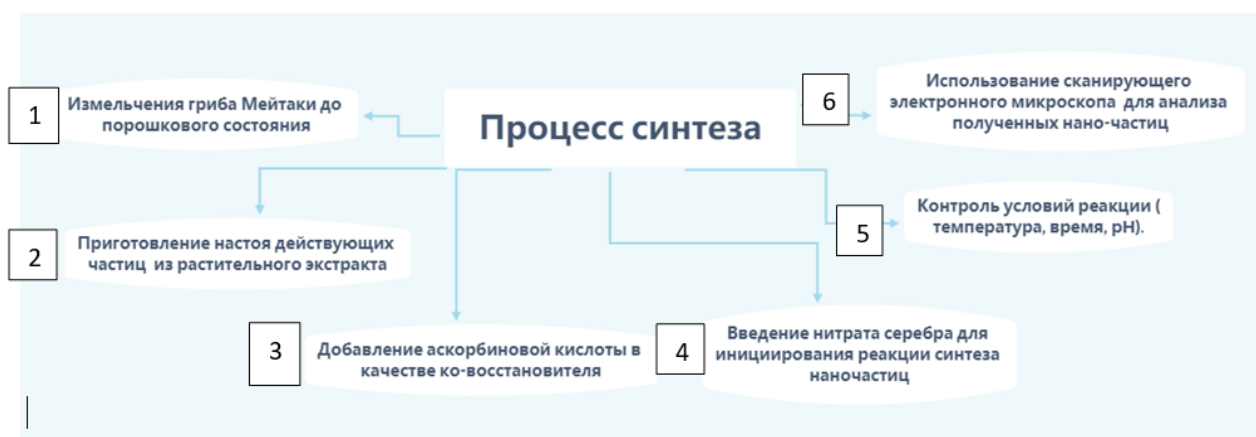 Процесс синтеза
1
Измельчения гриба Мейтаки до
порошкового состояния
2
Приготовление настоя действующих
частиц из растительного экстракта
3
Добавление аскорбиновой кислоты в
качестве ко-восстановителя
4
Введение нитрата серебра для
инициирования реакции синтеза
наночастиц
5
Контроль условий реакции (
температура, время, pH).
6
Использование сканирующего
электронного микроскопа для анализа
полученных нано-частиц